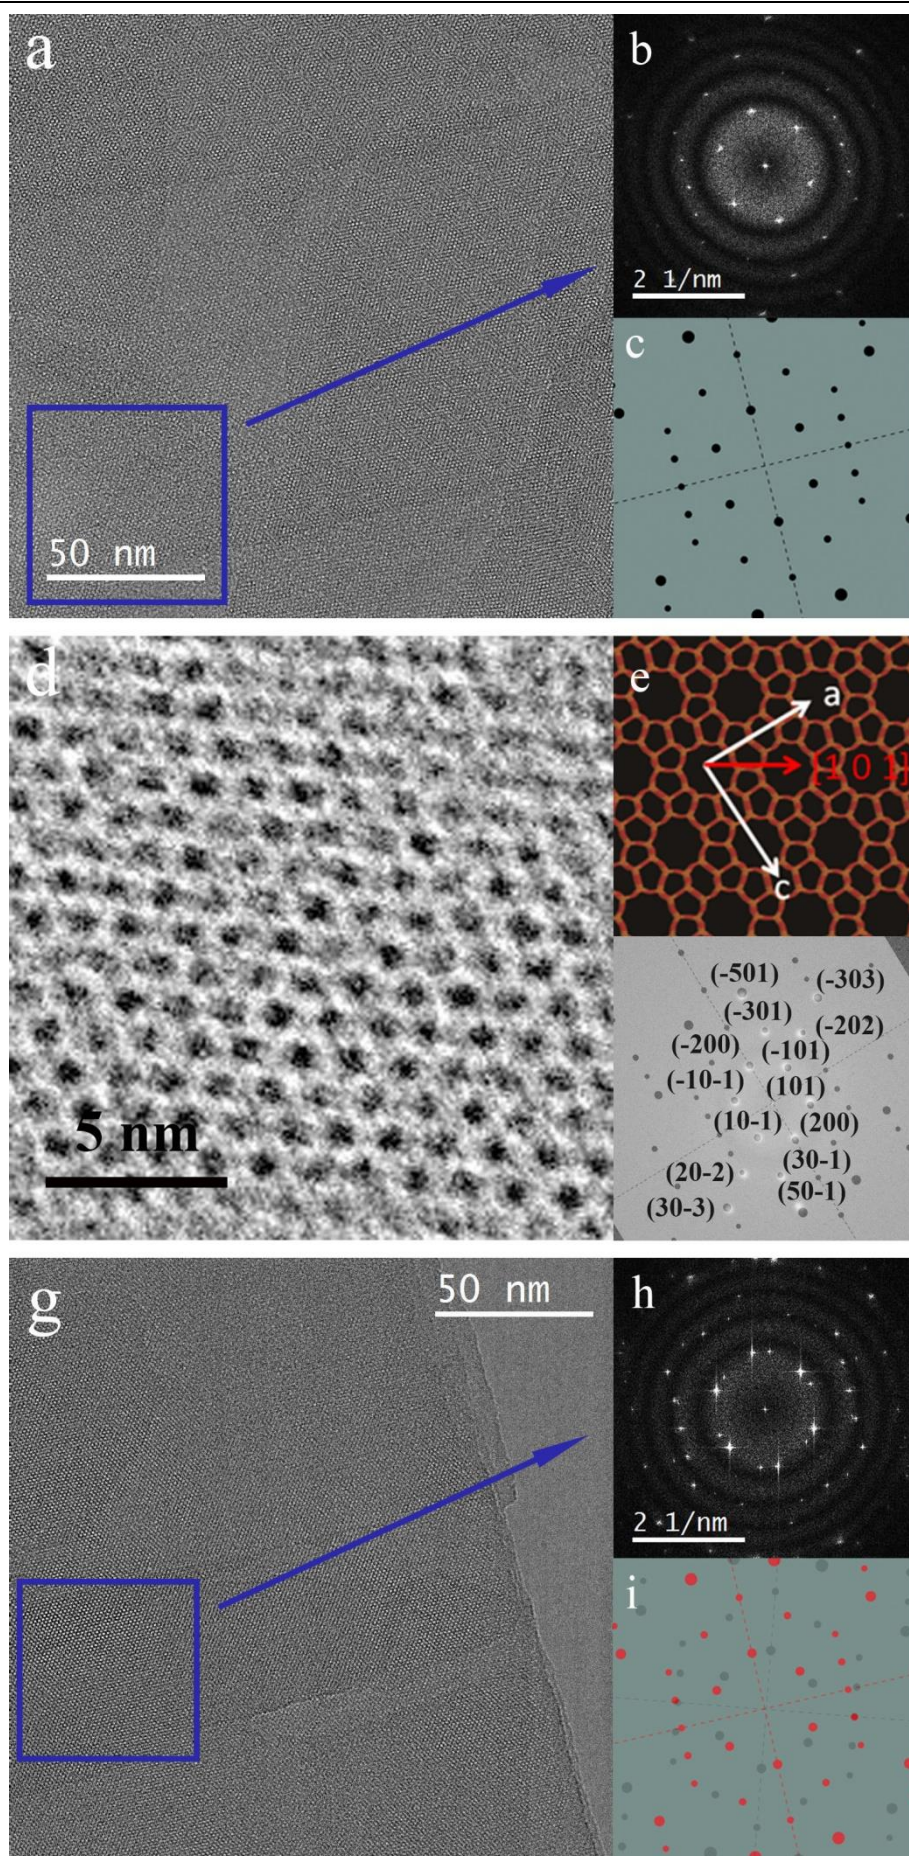 a
b
50 nm
2 1/nm
c
d
5 nm
e
a
[1 0 1]
c
(-501)
(-303)
(-301)
(-202)
(-200)
(-101)
(-10-1)
(101)
(10-1)
(200)
(20-2)
(30-1)
(30-3)
(50-1)
g
50 nm
h
2 1/nm
i